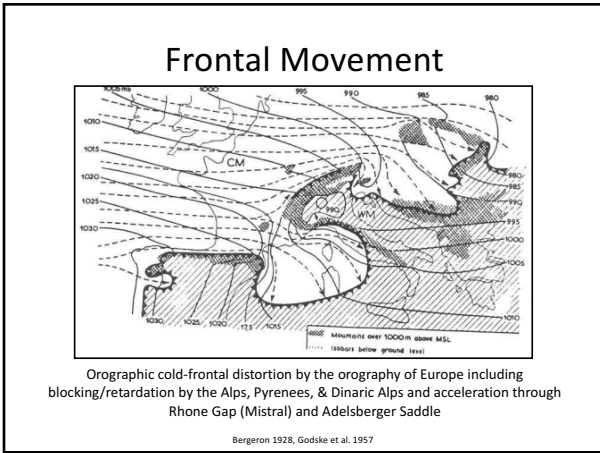 Frontal Movement
1005 mb
1000
995
990
985
980
1010
1015
1020
1025
1030
CM
990
WM
980
985
990
995
1000
1005
1010
1030
1025
1020
1015
Mountains over 1000m above MSL
Isobars below ground level
Orographic cold-frontal distortion by the orography of Europe including
blocking/retardation by the Alps, Pyrenees, & Dinaric Alps and acceleration through
Rhone Gap (Mistral) and Adelsberger Saddle
Bergeron 1928, Godske et al. 1957